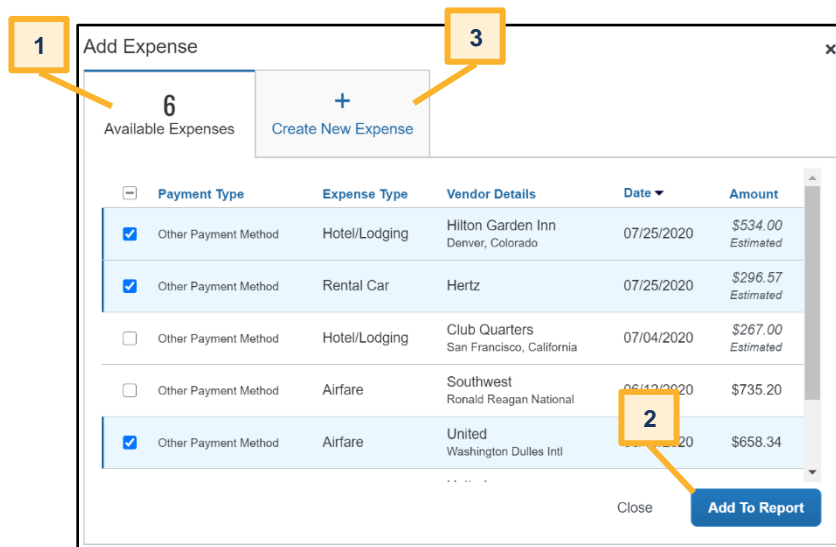 1
3
Add Expense
×
6
Available Expenses
+
Create New Expense
Payment Type Expense Type Vendor Details Date Amount
Other Payment Method Hotel/Lodging Hilton Garden Inn 07/25/2020 $534.00
Denver, Colorado Estimated
Other Payment Method Rental Car Hertz 07/25/2020 $296.57
Estimated
Other Payment Method Hotel/Lodging Club Quarters 07/04/2020 $267.00
San Francisco, California Estimated
Other Payment Method Airfare Southwest $735.20
Ronald Reagan National
2
Other Payment Method Airfare United $658.34
Washington Dulles Intl
Close Add To Report